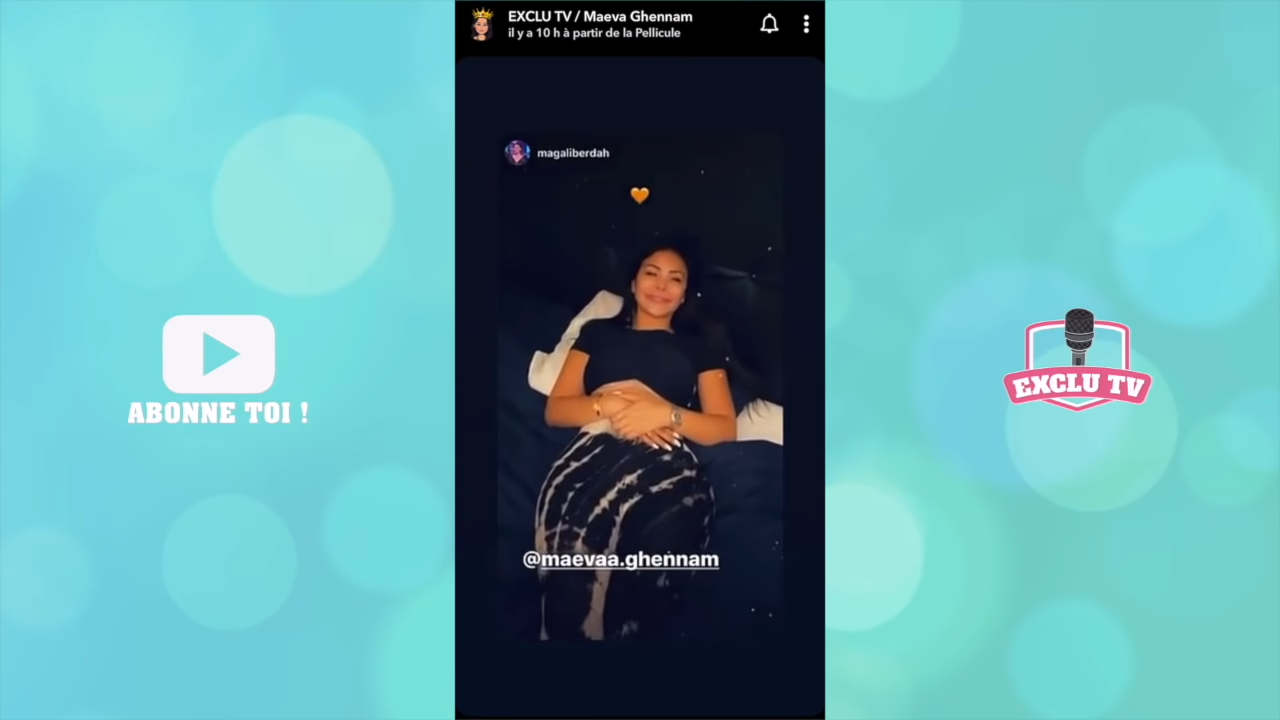 EXCLU TV / Maeva Ghennam
il y a 10 h à partir de la Pellicule
magaliberdah
ABONNE TOI !
EXCLU TV
@maevaa.ghennam